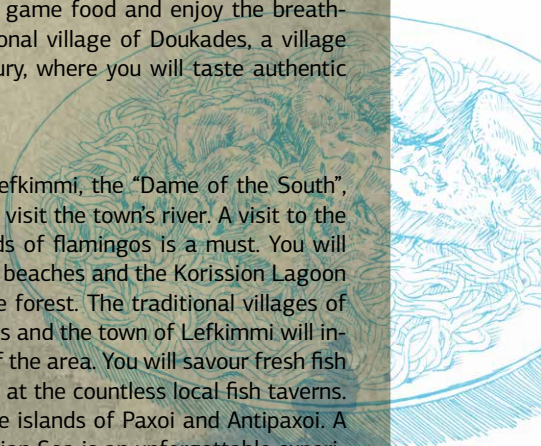 game food and enjoy the breath-
onal village of Doukades, a village
ury, where you will taste authentic
efkimmi, the “Dame of the South”,
visit the town’s river. A visit to the
ds of flamingos is a must. You will
beaches and the Korission Lagoon
e forest. The traditional villages of
s and the town of Lefkimmi will in-
f the area. You will savour fresh fish
at the countless local fish taverns.
e islands of Paxoi and Antipaxoi. A
ian Sea is an unforgettable experi-